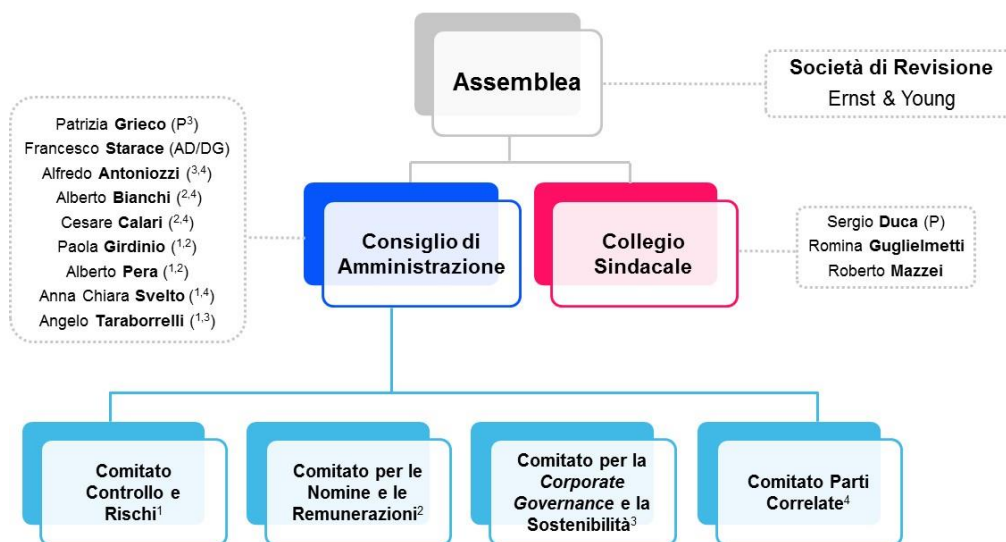 Assemblea
Società di Revisione
Ernst & Young
Patrizia Grieco (P³)
Francesco Starace (AD/DG)
Alfredo Antoniozzi (³,⁴)
Alberto Bianchi (²,⁴)
Cesare Calari (²,⁴)
Paola Girdinio (¹,²)
Alberto Pera (¹,²)
Anna Chiara Svelto (¹,⁴)
Angelo Taraborrelli (¹,³)
Consiglio di
Amministrazione
Collegio
Sindacale
Sergio Duca (P)
Romina Guglielmetti
Roberto Mazzei
Comitato
Controllo e
Rischi¹
Comitato per le
Nomine e le
Remunerazioni²
Comitato per la
Corporate
Governance e la
Sostenibilità³
Comitato Parti
Correlate⁴